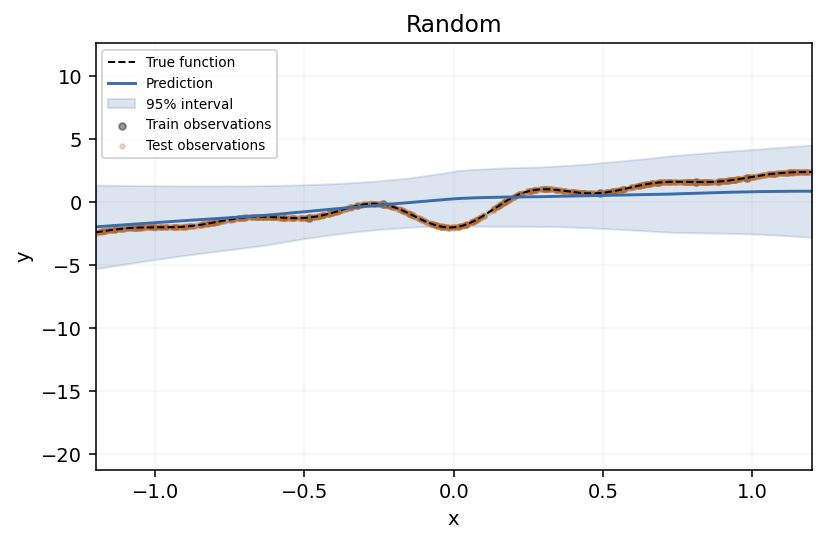 Random
True function
Prediction
95% interval
Train observations
Test observations
10
5
0
−5
−10
−15
−20
y
−1.0 −0.5 0.0 0.5 1.0
x